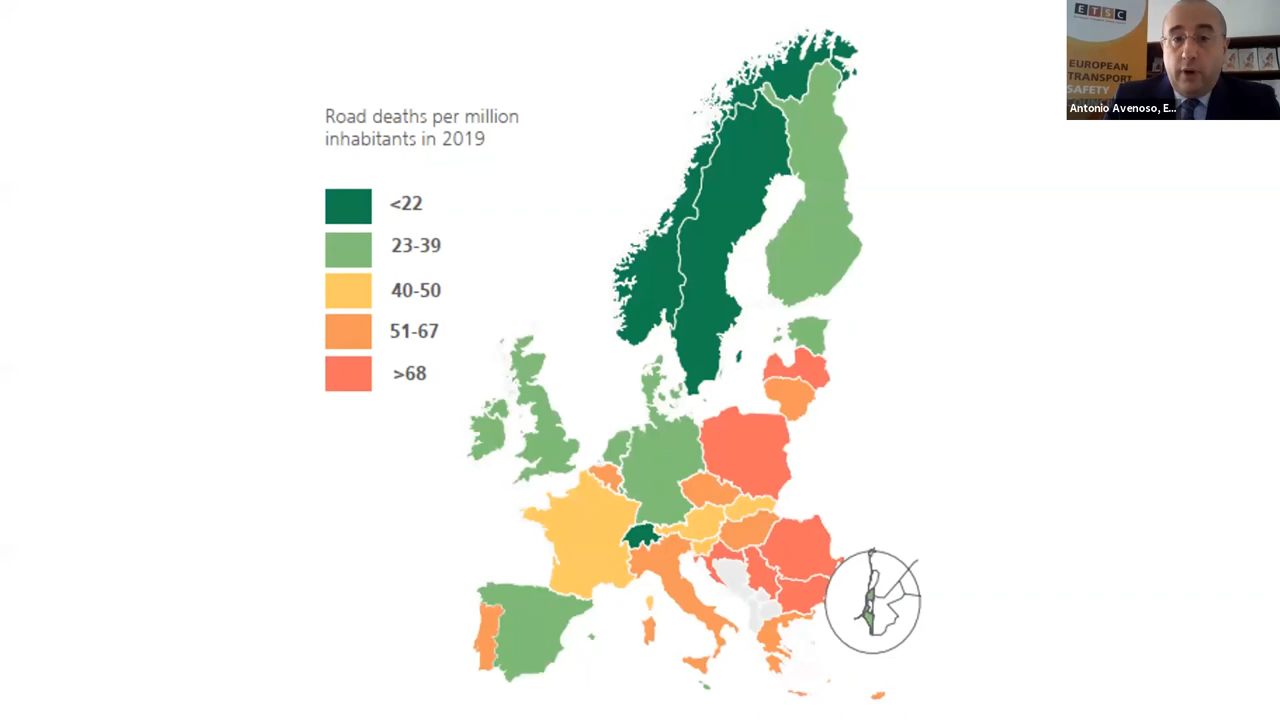 Road deaths per million
inhabitants in 2019
<22
23-39
40-50
51-67
>68
ETSC
EUROPEAN
TRANSPORT
SAFETY
Antonio Avenoso, E...